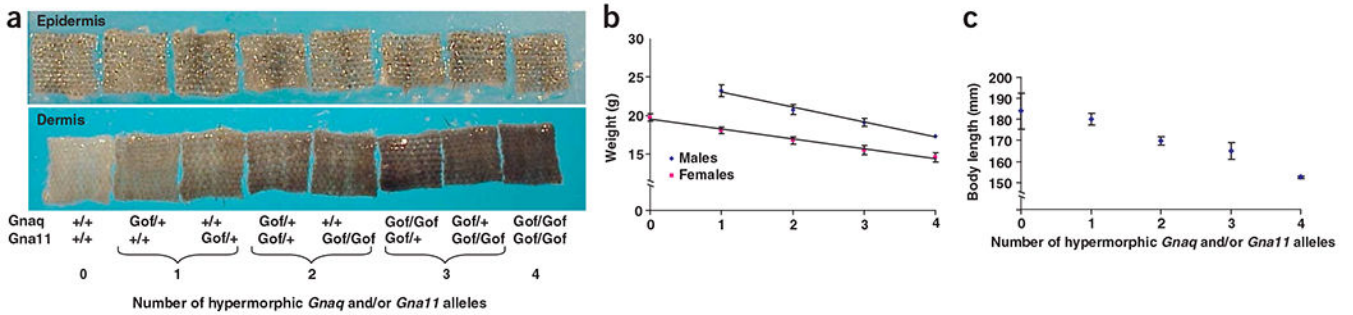 a
Epidermis
Dermis
Gnaq +/+ Gof/+ +/+ Gof/+ +/+ Gof/Gof Gof/+ Gof/Gof
Gna11 +/+ +/+ Gof/+ Gof/+ Gof/Gof Gof/+ Gof/Gof Gof/Gof
0 1 2 3 4
Number of hypermorphic Gnaq and/or Gna11 alleles
b
Weight (g)
30
25
20
15
0
Males
Females
0 1 2 3 4
c
Body length (mm)
200
190
180
170
160
150
0
0 1 2 3 4
Number of hypermorphic Gnaq and/or Gna11 alleles